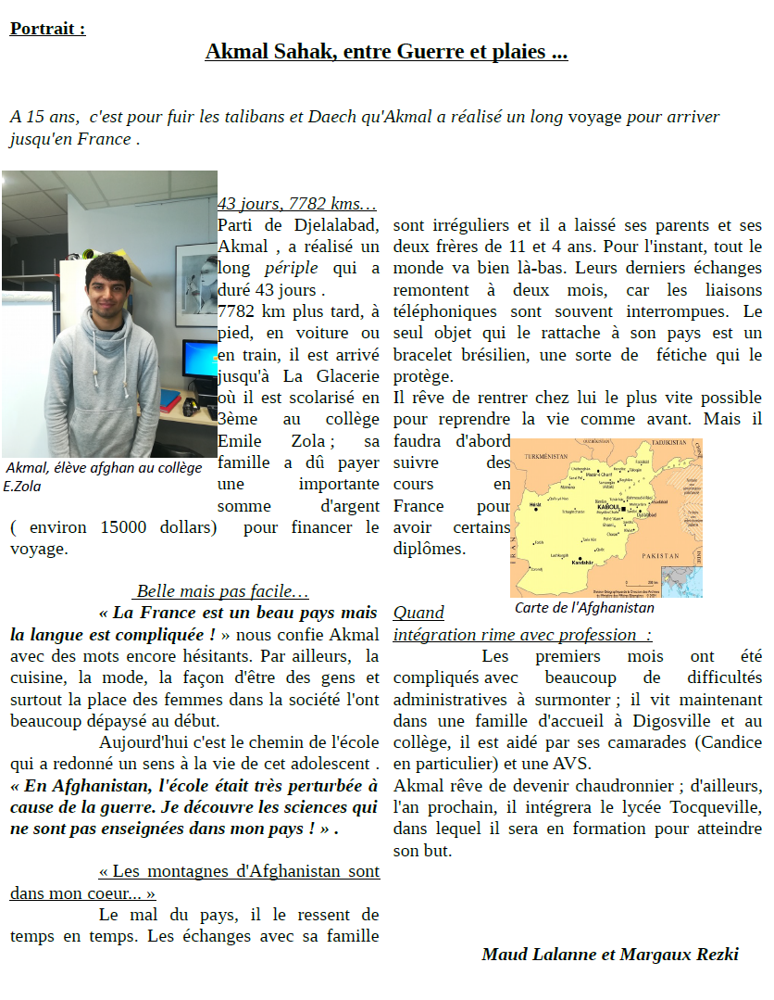 Portrait :
Akmal Sahak, entre Guerre et plaies ...
A 15 ans, c'est pour fuir les talibans et Daech qu'Akmal a réalisé un long voyage pour arriver
jusqu'en France .
43 jours, 7782 kms…
Parti de Djelalabad,
Akmal , a réalisé un
long périple qui a
duré 43 jours .
7782 km plus tard, à
pied, en voiture ou
en train, il est arrivé
jusqu'à La Glacerie
où il est scolarisé en
3ème au collège
Emile Zola ; sa
famille a dû payer
une importante
somme d'argent
( environ 15000 dollars) pour financer le
voyage.
Akmal, élève afghan au collège
E.Zola
Belle mais pas facile…
« La France est un beau pays mais
la langue est compliquée ! » nous confie Akmal
avec des mots encore hésitants. Par ailleurs, la
cuisine, la mode, la façon d'être des gens et
surtout la place des femmes dans la société l'ont
beaucoup dépaysé au début.
Aujourd'hui c'est le chemin de l'école
qui a redonné un sens à la vie de cet adolescent .
« En Afghanistan, l'école était très perturbée à
cause de la guerre. Je découvre les sciences qui
ne sont pas enseignées dans mon pays ! » .
« Les montagnes d'Afghanistan sont
dans mon coeur... »
Le mal du pays, il le ressent de
temps en temps. Les échanges avec sa famille
sont irréguliers et il a laissé ses parents et ses
deux frères de 11 et 4 ans. Pour l'instant, tout le
monde va bien là-bas. Leurs derniers échanges
remontent à deux mois, car les liaisons
téléphoniques sont souvent interrompues. Le
seul objet qui le rattache à son pays est un
bracelet brésilien, une sorte de fétiche qui le
protège.
Il rêve de rentrer chez lui le plus vite possible
pour reprendre la vie comme avant. Mais il
faudra d'abord
suivre des
cours en
France pour
avoir certains
diplômes.
TURKMÉNISTAN
TADJIKISTAN
KABOUL
Hérat
Kandahâr
PAKISTAN
IRAN
INDE
Carte de l'Afghanistan
Quand
intégration rime avec profession :
Les premiers mois ont été
compliqués avec beaucoup de difficultés
administratives à surmonter ; il vit maintenant
dans une famille d'accueil à Digosville et au
collège, il est aidé par ses camarades (Candice
en particulier) et une AVS.
Akmal rêve de devenir chaudronnier ; d'ailleurs,
l'an prochain, il intégrera le lycée Tocqueville,
dans lequel il sera en formation pour atteindre
son but.
Maud Lalanne et Margaux Rezki